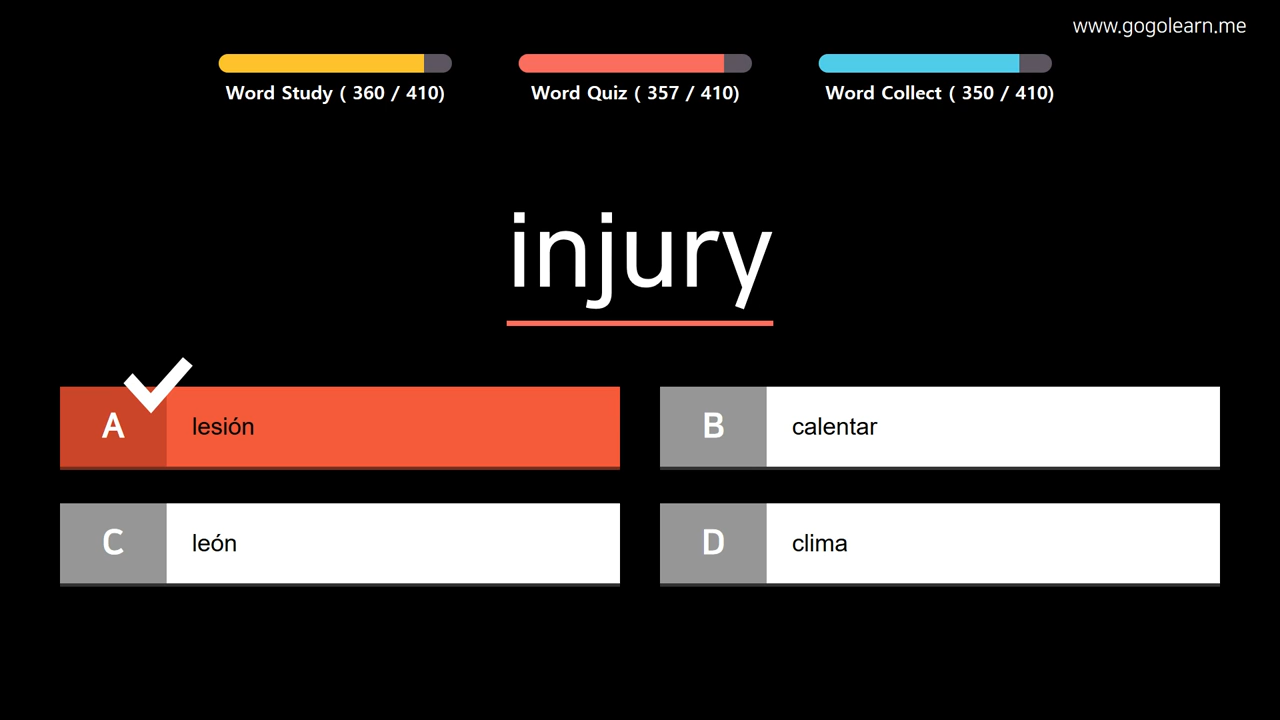 www.gogolearn.me
Word Study ( 360 / 410)
Word Quiz ( 357 / 410)
Word Collect ( 350 / 410)
injury
A lesión
B calentar
C león
D clima